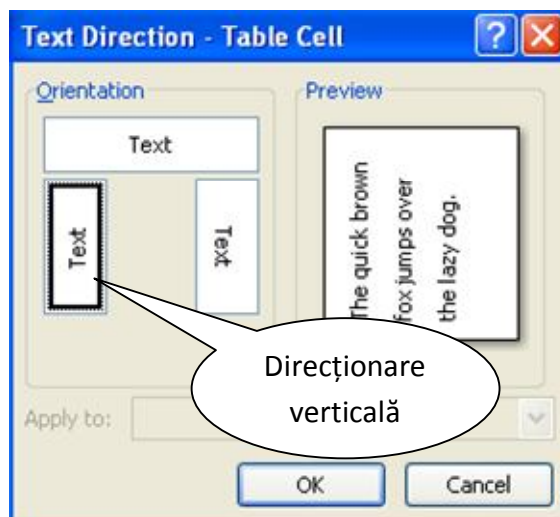 Text Direction - Table Cell
Orientation
Preview
Text
Text
Text
The quick brown
fox jumps over
the lazy dog.
Direcționare
verticală
Apply to:
OK
Cancel